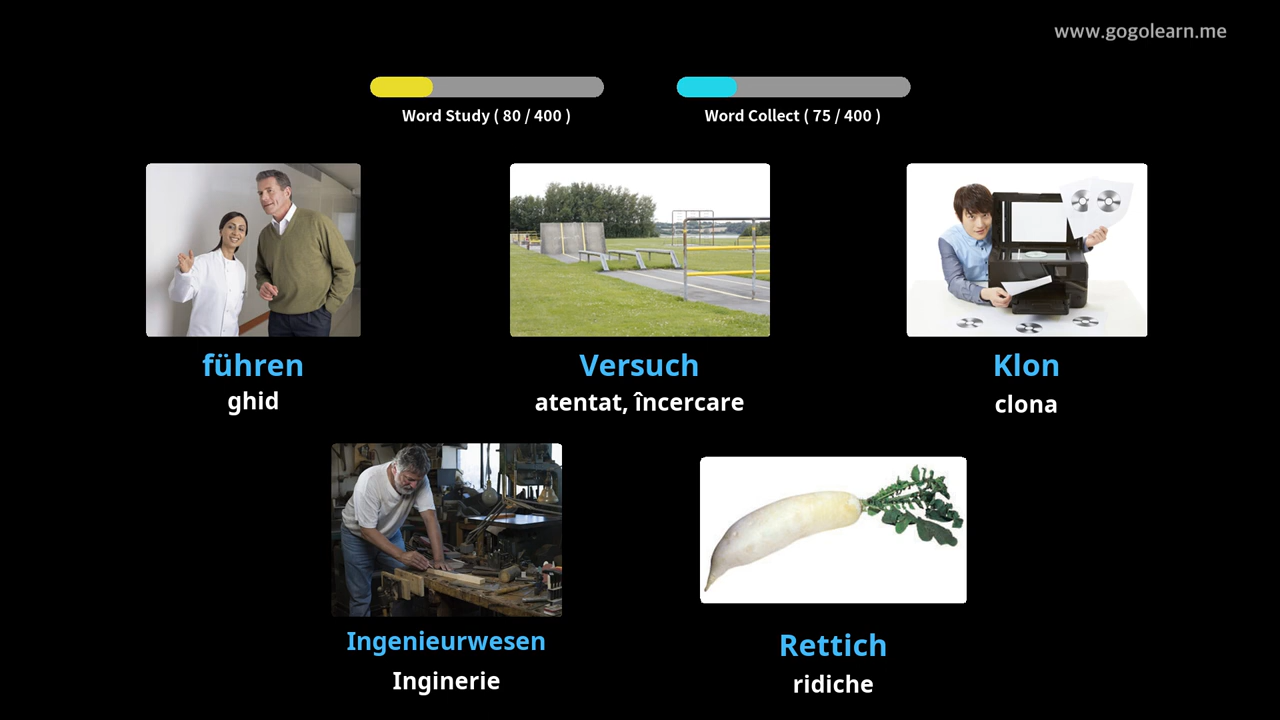 www.gogolearn.me
Word Study ( 80 / 400 )
Word Collect ( 75 / 400 )
führen
ghid
Versuch
atentat, încercare
Klon
clona
Ingenieurwesen
Inginerie
Rettich
ridiche